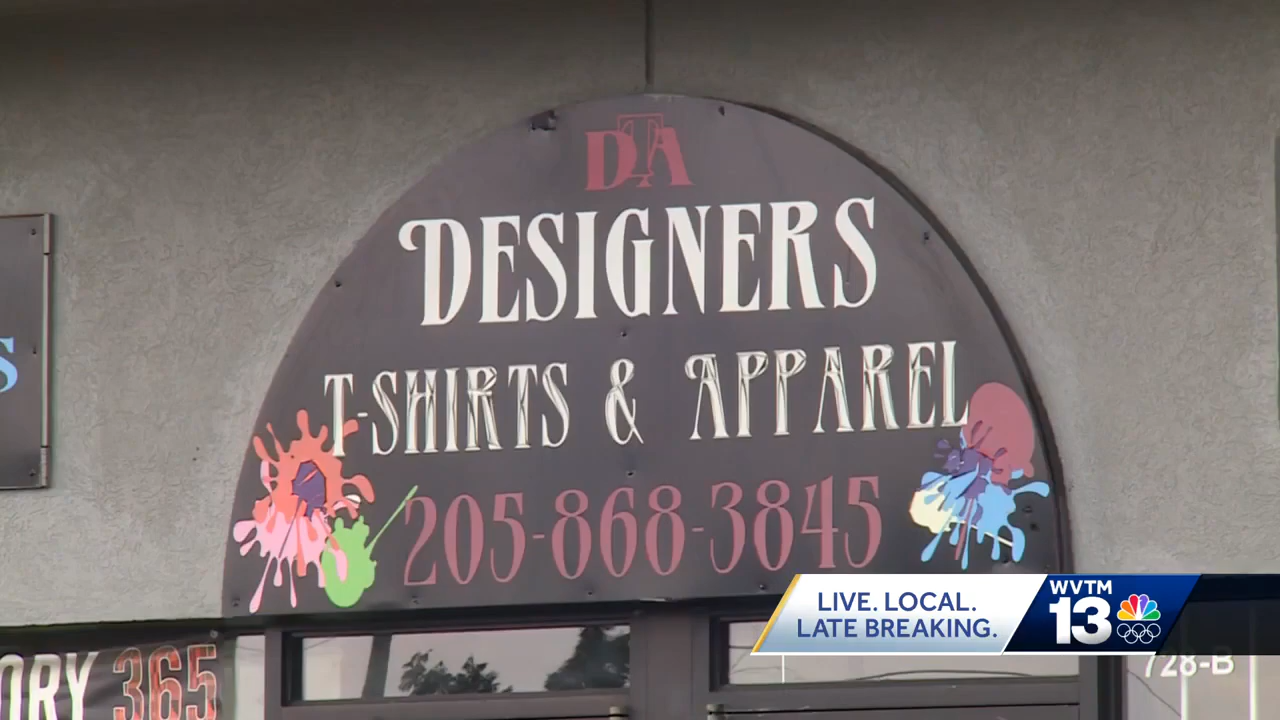 DTA
DESIGNERS
T-SHIRTS & APPAREL
205-868-3845
S
ORY 365
LIVE. LOCAL.
LATE BREAKING.
WVTM
13
728-B